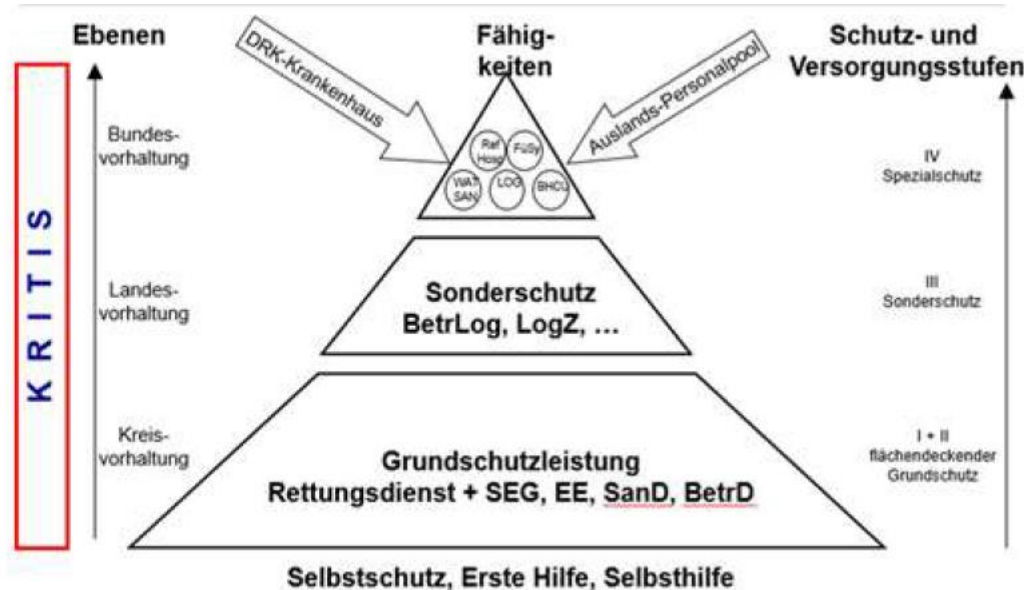 Ebenen
Fähig-
keiten
Schutz- und
Versorgungsstufen
DRK-Krankenhaus
Auslands-Personalpool
KRITIS
Bundes-
vorhaltung
Ref
Hosp
FüSy
WAT
SAN
LOG
BHCU
IV
Spezialschutz
Landes-
vorhaltung
Sonderschutz
BetrLog, LogZ, ...
III
Sonderschutz
Kreis-
vorhaltung
Grundschutzleistung
Rettungsdienst + SEG, EE, SanD, BetrD
I + II
flächendeckender
Grundschutz
Selbstschutz, Erste Hilfe, Selbsthilfe